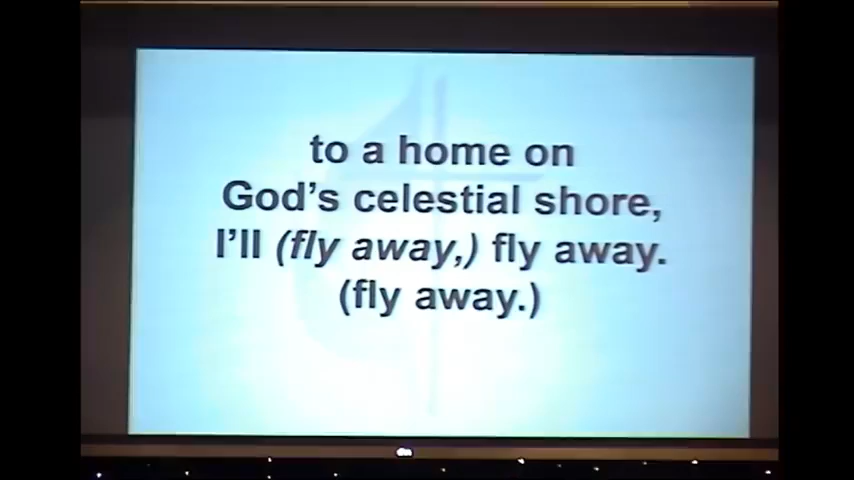 to a home on
God's celestial shore,
I'll (fly away,) fly away.
(fly away.)